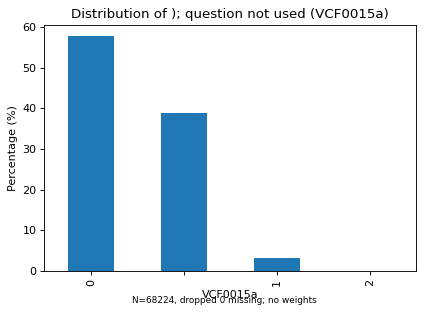 Distribution of ); question not used (VCF0015a)
60
50
40
30
20
10
0
Percentage (%)
0
1
2
VCF0015a
N=68224, dropped 0 missing; no weights